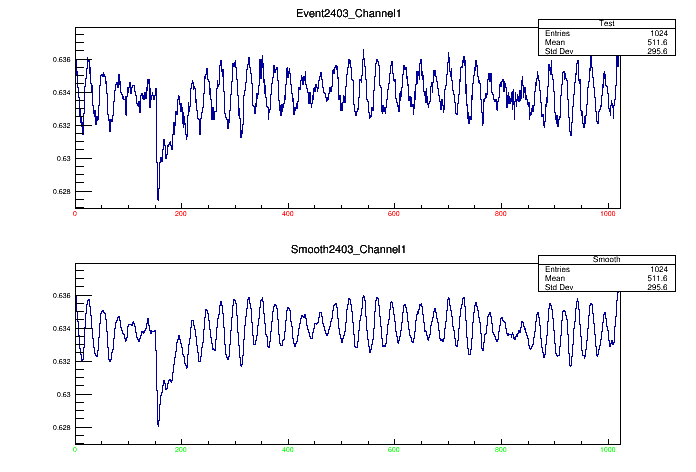 Event2403_Channel1
Test
Entries 1024
Mean 511.6
Std Dev 295.6
0.636
0.634
0.632
0.63
0.628
0 200 400 600 800 1000
Smooth2403_Channel1
Smooth
Entries 1024
Mean 511.6
Std Dev 295.6
0.636
0.634
0.632
0.63
0.628
0 200 400 600 800 1000